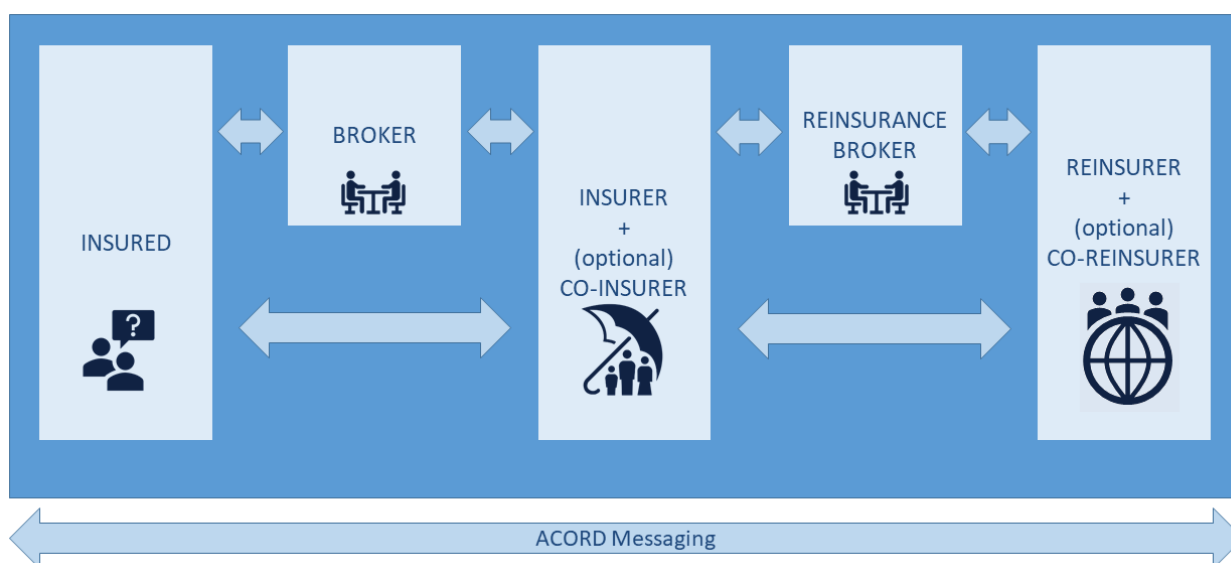 INSURED
BROKER
INSURER
+
(optional)
CO-INSURER
REINSURANCE
BROKER
REINSURER
+
(optional)
CO-REINSURER
?
ACORD Messaging